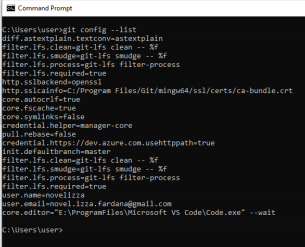 Command Prompt
C:\Users\user>git config --list
diff.astextplain.textconv=astextplain
filter.lfs.clean=git-lfs clean -- %f
filter.lfs.smudge=git-lfs smudge -- %f
filter.lfs.process=git-lfs filter-process
filter.lfs.required=true
http.sslbackend=openssl
http.sslcainfo=C:/Program Files/Git/mingw64/ssl/certs/ca-bundle.crt
core.autocrlf=true
core.fscache=true
core.symlinks=false
credential.helper=manager-core
pull.rebase=false
credential.https://dev.azure.com.usehttppath=true
init.defaultbranch=master
filter.lfs.clean=git-lfs clean -- %f
filter.lfs.smudge=git-lfs smudge -- %f
filter.lfs.process=git-lfs filter-process
filter.lfs.required=true
user.name=novelizza
user.email=novel.izza.fardana@gmail.com
core.editor="E:\ProgramFiles\Microsoft VS Code\Code.exe" --wait
C:\Users\user>